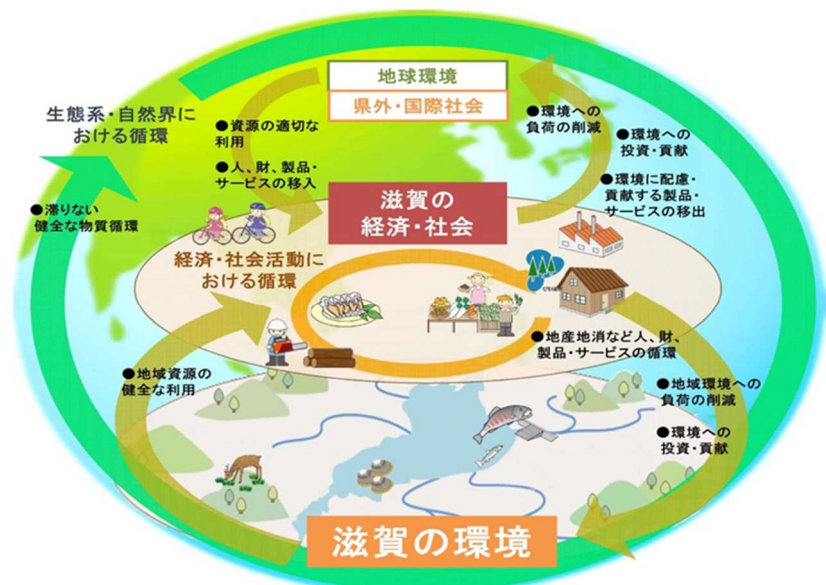 地球環境
県外・国際社会
生態系・自然界に
おける循環
●資源の適切な
利用
●人、財、製品・
サービスの移入
●環境への
負荷の削減
●環境への
投資・貢献
●環境に配慮・
貢献する製品・
サービスの移出
●滞りない
健全な物質循環
滋賀の
経済・社会
経済・社会活動に
おける循環
●地産地消など人、財、
製品・サービスの循環
●地域資源の
健全な利用
●地域環境への
負荷の削減
●環境への
投資・貢献
滋賀の環境